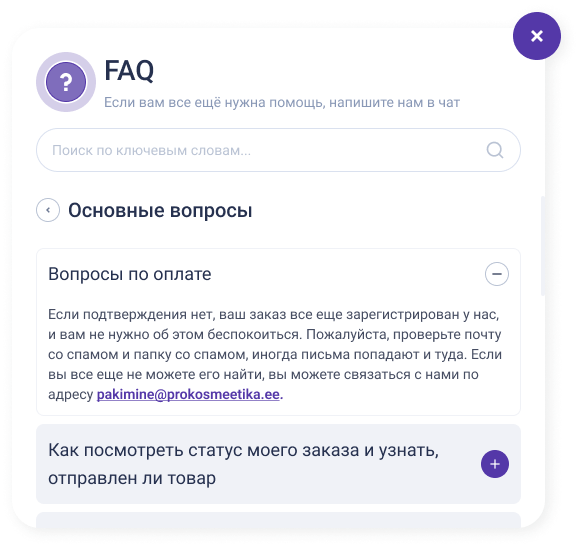 FAQ
Если вам все ещё нужна помощь, напишите нам в чат
Поиск по ключевым словам...
Основные вопросы
Вопросы по оплате
Если подтверждения нет, ваш заказ все еще зарегистрирован у нас,
и вам не нужно об этом беспокоиться. Пожалуйста, проверьте почту
со спамом и папку со спамом, иногда письма попадают и туда. Если
вы все еще не можете его найти, вы можете связаться с нами по
адресу pakimine@prokosmeetika.ee.
Как посмотреть статус моего заказа и узнать,
отправлен ли товар